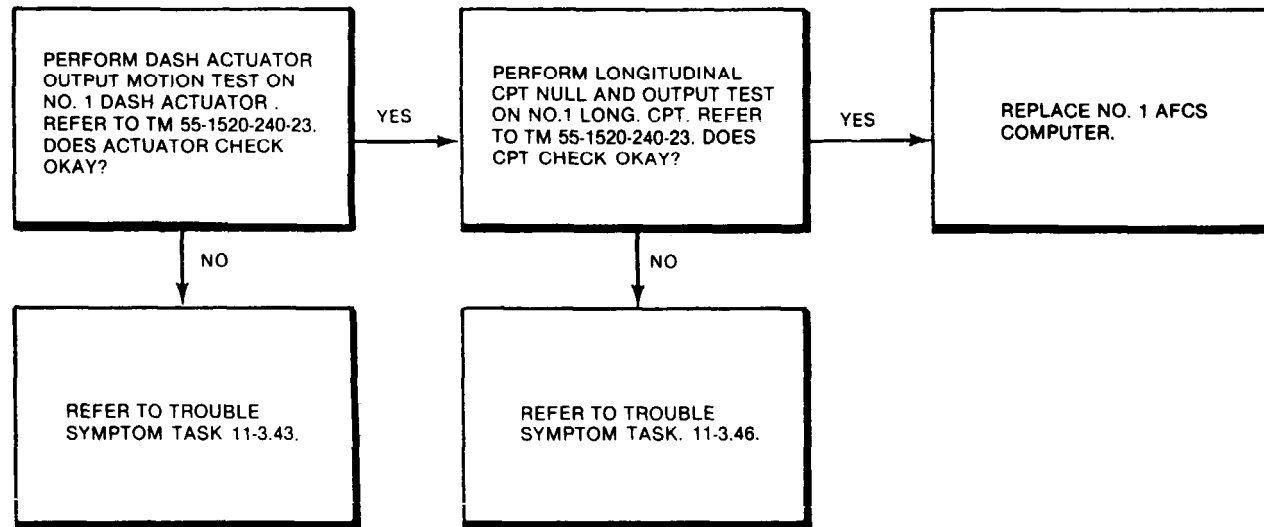 PERFORM DASH ACTUATOR
OUTPUT MOTION TEST ON
NO. 1 DASH ACTUATOR .
REFER TO TM 55-1520-240-23.
DOES ACTUATOR CHECK
OKAY?
YES
PERFORM LONGITUDINAL
CPT NULL AND OUTPUT TEST
ON NO.1 LONG. CPT. REFER
TO TM 55-1520-240-23. DOES
CPT CHECK OKAY?
YES
REPLACE NO. 1 AFCS
COMPUTER.
NO
NO
REFER TO TROUBLE
SYMPTOM TASK 11-3.43.
REFER TO TROUBLE
SYMPTOM TASK. 11-3.46.